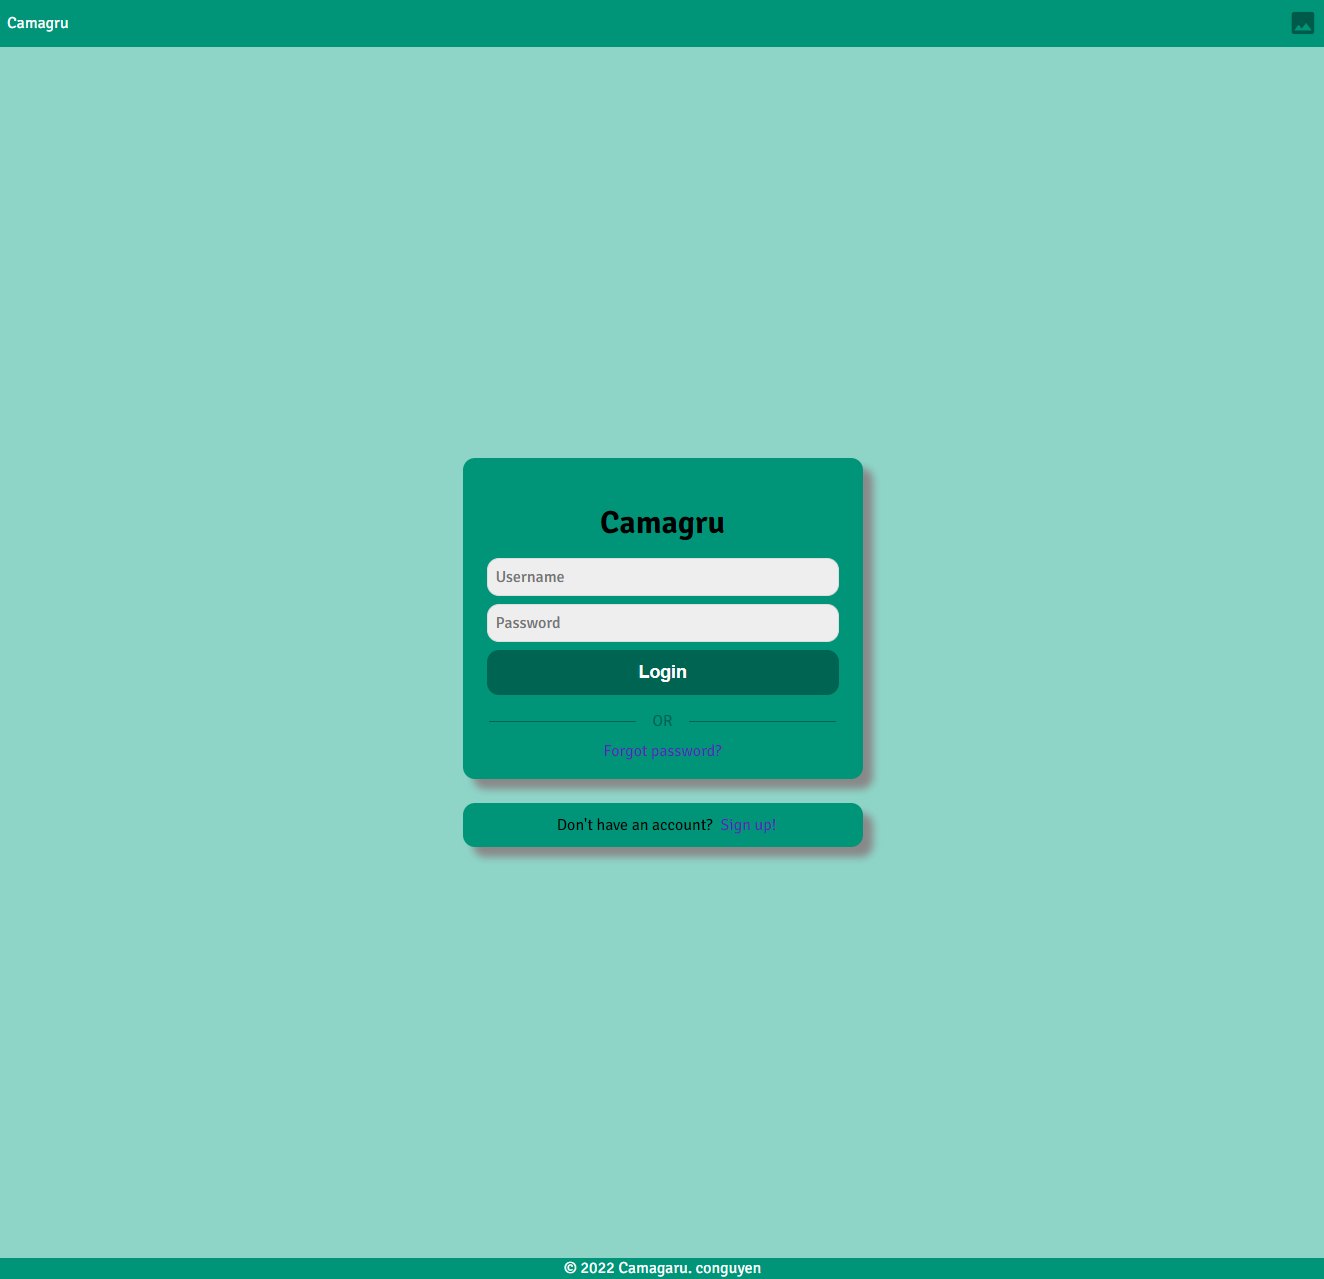 Camagru
Camagru
Username
Password
Login
OR
Forgot password?
Don't have an account? Sign up!
© 2022 Camagaru. conguyen